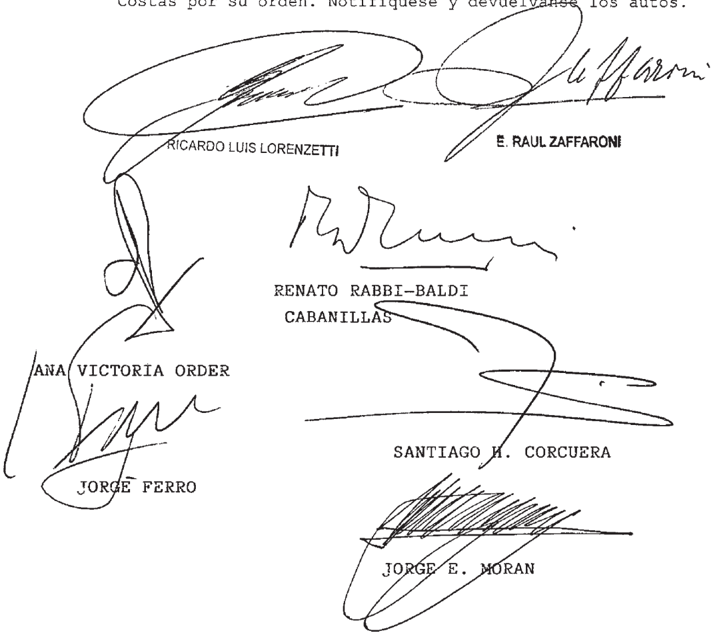 Costas por su orden. Notifíquese y devuélvanse los autos.
RICARDO LUIS LORENZETTI
E. RAUL ZAFFARONI
RENATO RABBI-BALDI
CABANILLAS
ANA VICTORIA ORDER
SANTIAGO H. CORCUERA
JORGE FERRO
JORGE E. MORAN